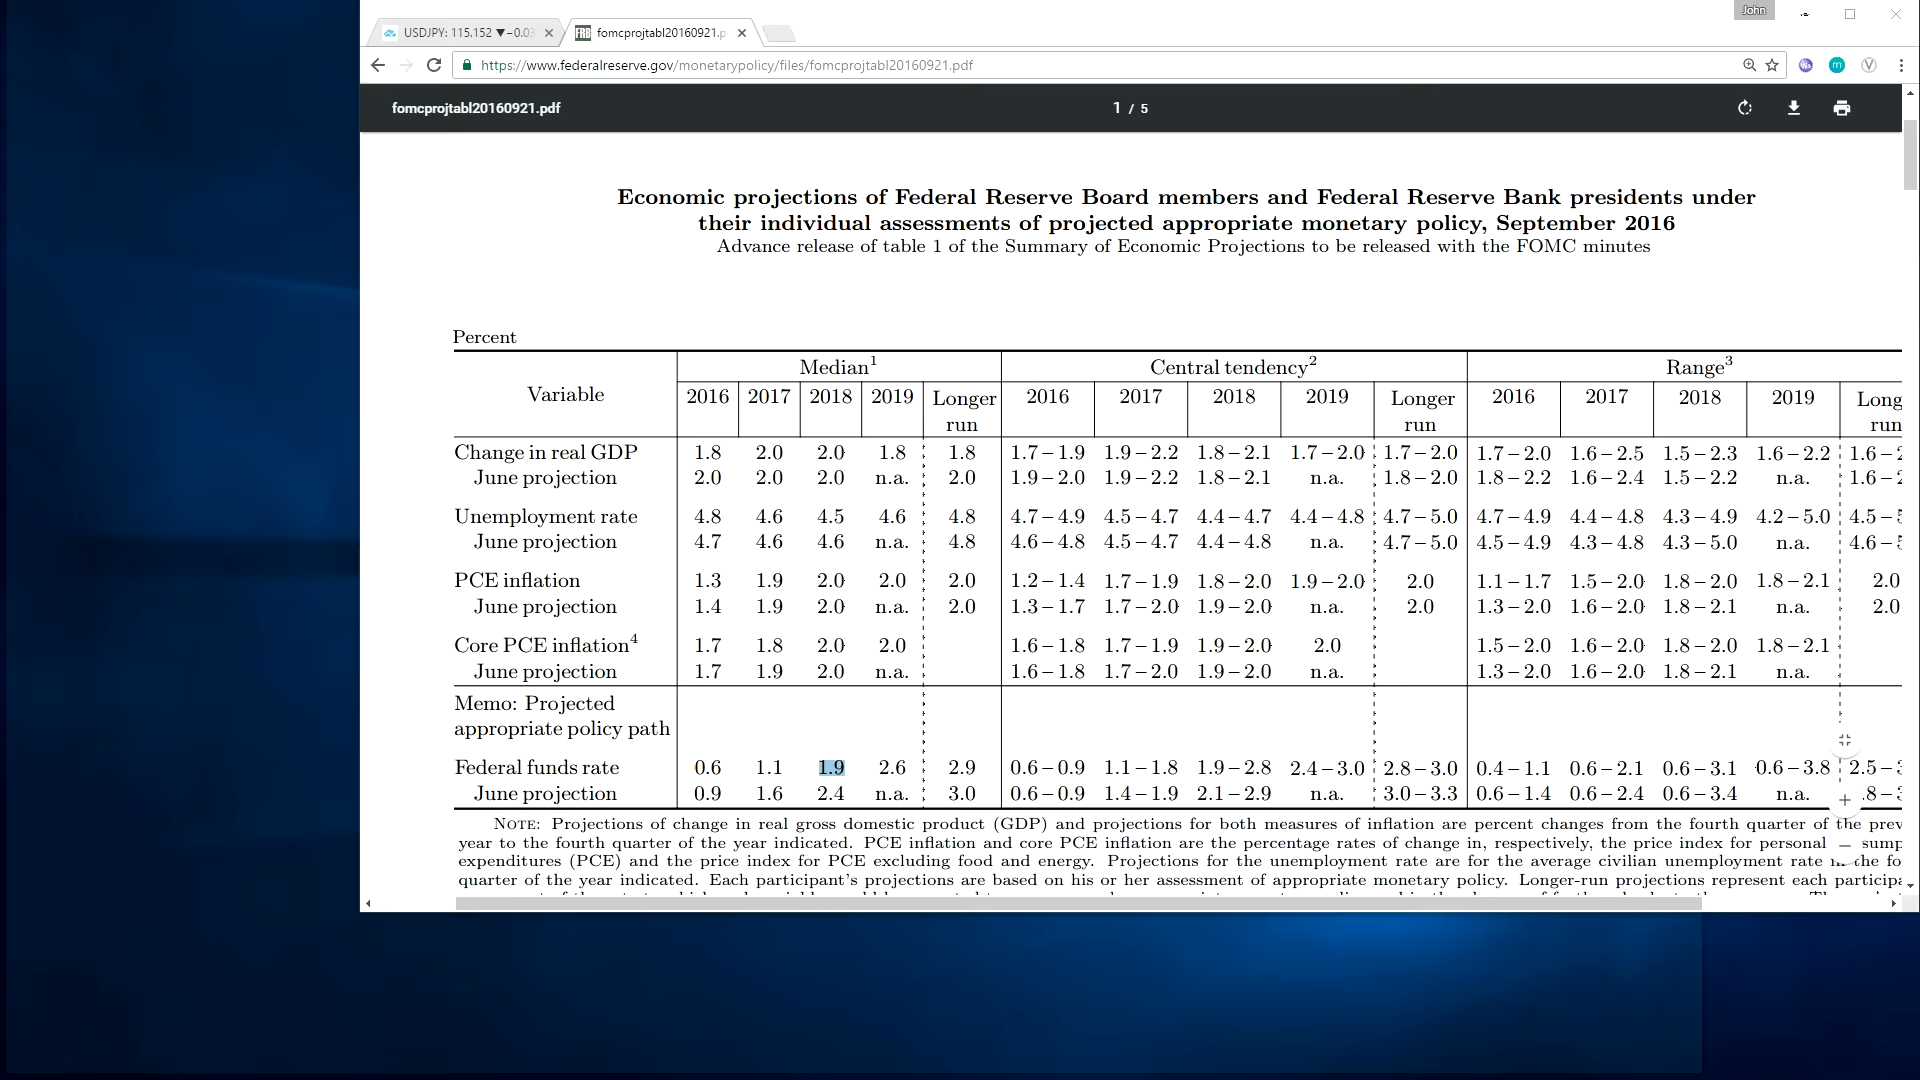 John
USDJPY: 115.152 ▼−0.03
fomcprojtabl20160921.p
https://www.federalreserve.gov/monetarypolicy/files/fomcprojtabl20160921.pdf
fomcprojtabl20160921.pdf
1 / 5
Economic projections of Federal Reserve Board members and Federal Reserve Bank presidents under
their individual assessments of projected appropriate monetary policy, September 2016
Advance release of table 1 of the Summary of Economic Projections to be released with the FOMC minutes
Percent
Variable Median¹ Central tendency² Range³
2016 2017 2018 2019 Longer run 2016 2017 2018 2019 Longer run 2016 2017 2018 2019 Long run
Change in real GDP 1.8 2.0 2.0 1.8 1.8 1.7 – 1.9 1.9 – 2.2 1.8 – 2.1 1.7 – 2.0 1.7 – 2.0 1.7 – 2.0 1.6 – 2.5 1.5 – 2.3 1.6 – 2.2 1.6 –
June projection 2.0 2.0 2.0 n.a. 2.0 1.9 – 2.0 1.9 – 2.2 1.8 – 2.1 n.a. 1.8 – 2.0 1.8 – 2.2 1.6 – 2.4 1.5 – 2.2 n.a. 1.6 –
Unemployment rate 4.8 4.6 4.5 4.6 4.8 4.7 – 4.9 4.5 – 4.7 4.4 – 4.7 4.4 – 4.8 4.7 – 5.0 4.7 – 4.9 4.4 – 4.8 4.3 – 4.9 4.2 – 5.0 4.5 –
June projection 4.7 4.6 4.6 n.a. 4.8 4.6 – 4.8 4.5 – 4.7 4.4 – 4.8 n.a. 4.7 – 5.0 4.5 – 4.9 4.3 – 4.8 4.3 – 5.0 n.a. 4.6 –
PCE inflation 1.3 1.9 2.0 2.0 2.0 1.2 – 1.4 1.7 – 1.9 1.8 – 2.0 1.9 – 2.0 2.0 1.1 – 1.7 1.5 – 2.0 1.8 – 2.0 1.8 – 2.1 2.0
June projection 1.4 1.9 2.0 n.a. 2.0 1.3 – 1.7 1.7 – 2.0 1.9 – 2.0 n.a. 2.0 1.3 – 2.0 1.6 – 2.0 1.8 – 2.1 n.a. 2.0
Core PCE inflation⁴ 1.7 1.8 2.0 2.0 1.6 – 1.8 1.7 – 1.9 1.9 – 2.0 2.0 1.5 – 2.0 1.6 – 2.0 1.8 – 2.0 1.8 – 2.1
June projection 1.7 1.9 2.0 n.a. 1.6 – 1.8 1.7 – 2.0 1.9 – 2.0 n.a. 1.3 – 2.0 1.6 – 2.0 1.8 – 2.1 n.a.
Memo: Projected
appropriate policy path
Federal funds rate 0.6 1.1 1.9 2.6 2.9 0.6 – 0.9 1.1 – 1.8 1.9 – 2.8 2.4 – 3.0 2.8 – 3.0 0.4 – 1.1 0.6 – 2.1 0.6 – 3.1 0.6 – 3.8 2.5 –
June projection 0.9 1.6 2.4 n.a. 3.0 0.6 – 0.9 1.4 – 1.9 2.1 – 2.9 n.a. 3.0 – 3.3 0.6 – 1.4 0.6 – 2.4 0.6 – 3.4 n.a. .8 –
NOTE: Projections of change in real gross domestic product (GDP) and projections for both measures of inflation are percent changes from the fourth quarter of the prev
year to the fourth quarter of the year indicated. PCE inflation and core PCE inflation are the percentage rates of change in, respectively, the price index for personal sump
expenditures (PCE) and the price index for PCE excluding food and energy. Projections for the unemployment rate are for the average civilian unemployment rate the fo
quarter of the year indicated. Each participant's projections are based on his or her assessment of appropriate monetary policy. Longer-run projections represent each participa